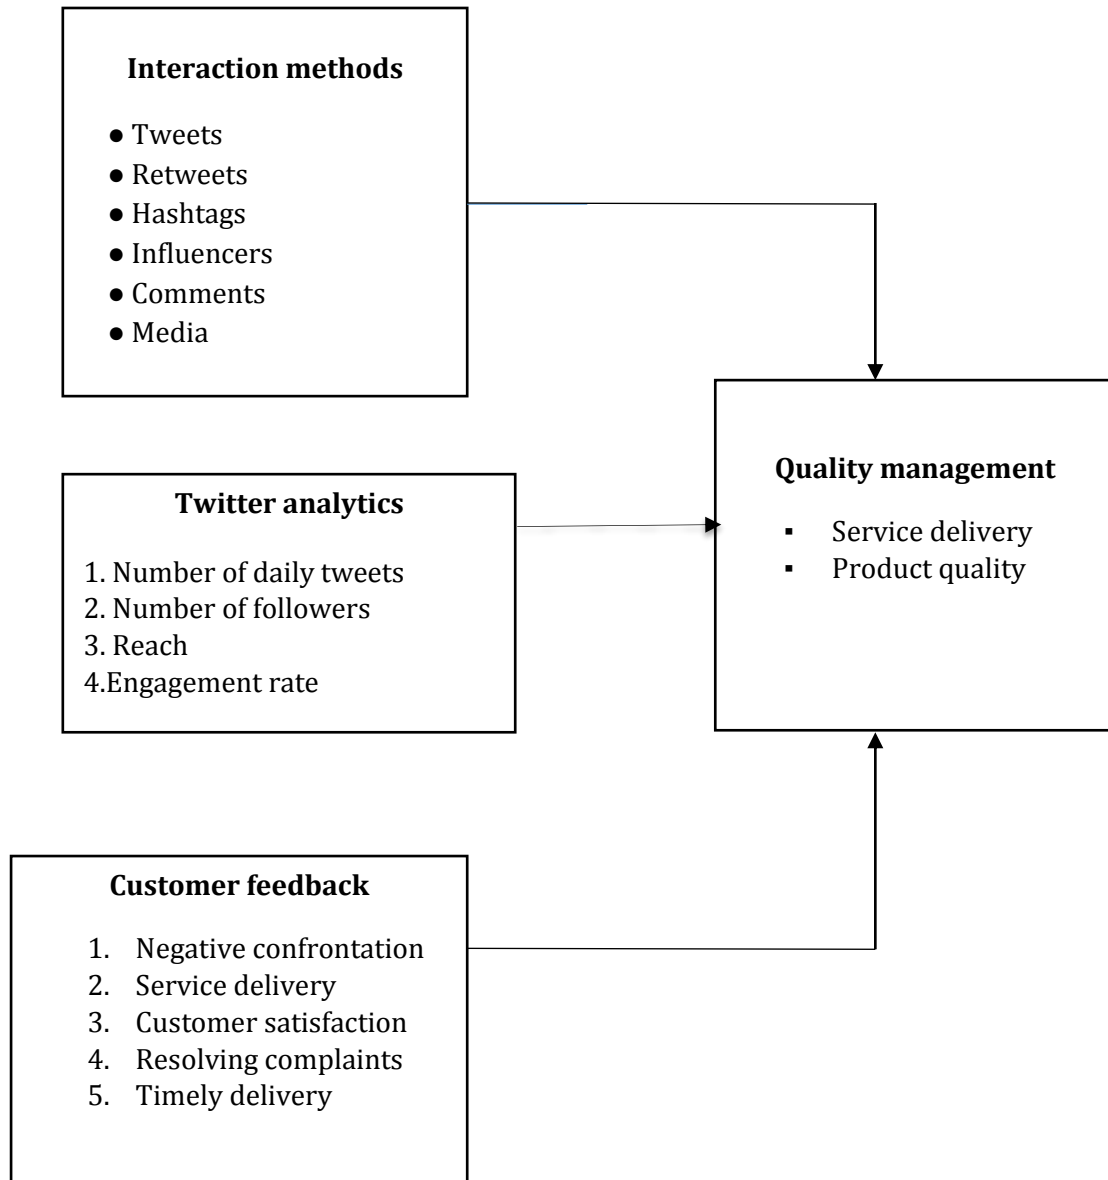 Interaction methods
● Tweets
● Retweets
● Hashtags
● Influencers
● Comments
● Media
Twitter analytics
1. Number of daily tweets
2. Number of followers
3. Reach
4.Engagement rate
Quality management
▪ Service delivery
▪ Product quality
Customer feedback
1. Negative confrontation
2. Service delivery
3. Customer satisfaction
4. Resolving complaints
5. Timely delivery